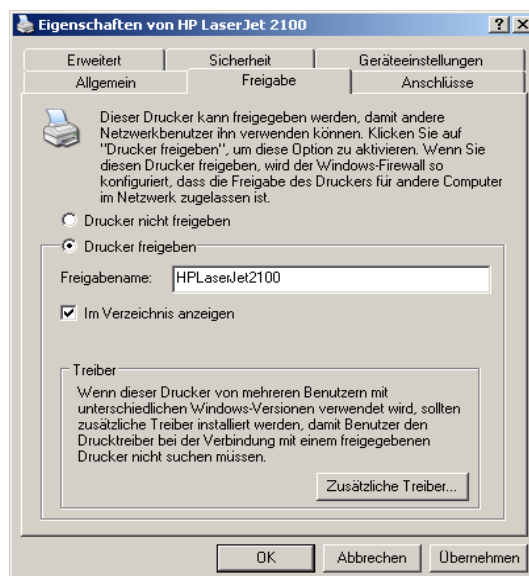 Eigenschaften von HP LaserJet 2100
Erweitert
Sicherheit
Geräteeinstellungen
Allgemein
Freigabe
Anschlüsse
Dieser Drucker kann freigegeben werden, damit andere
Netzwerkbenutzer ihn verwenden können. Klicken Sie auf
"Drucker freigeben", um diese Option zu aktivieren. Wenn Sie
diesen Drucker freigeben, wird der Windows-Firewall so
konfiguriert, dass die Freigabe des Druckers für andere Computer
im Netzwerk zugelassen ist.
Drucker nicht freigeben
Drucker freigeben
Freigabename: HPLaserJet2100
Im Verzeichnis anzeigen
Treiber
Wenn dieser Drucker von mehreren Benutzern mit
unterschiedlichen Windows-Versionen verwendet wird, sollten
zusätzliche Treiber installiert werden, damit Benutzer den
Drucktreiber bei der Verbindung mit einem freigegebenen
Drucker nicht suchen müssen.
Zusätzliche Treiber...
OK
Abbrechen
Übernehmen